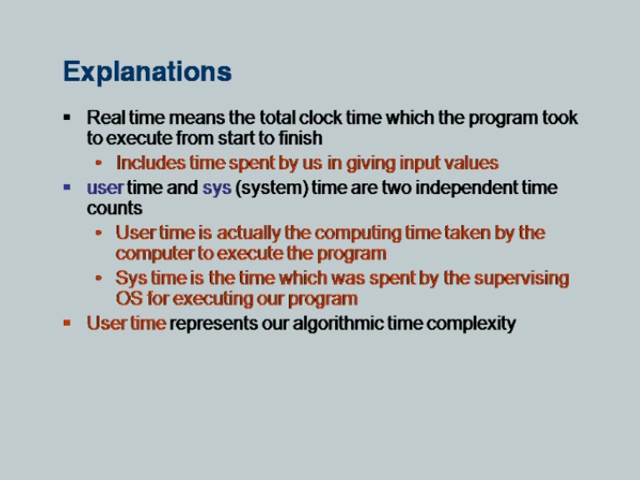 Explanations
▪ Real time means the total clock time which the program took
to execute from start to finish
• Includes time spent by us in giving input values
▪ user time and sys (system) time are two independent time
counts
• User time is actually the computing time taken by the
computer to execute the program
• Sys time is the time which was spent by the supervising
OS for executing our program
▪ User time represents our algorithmic time complexity